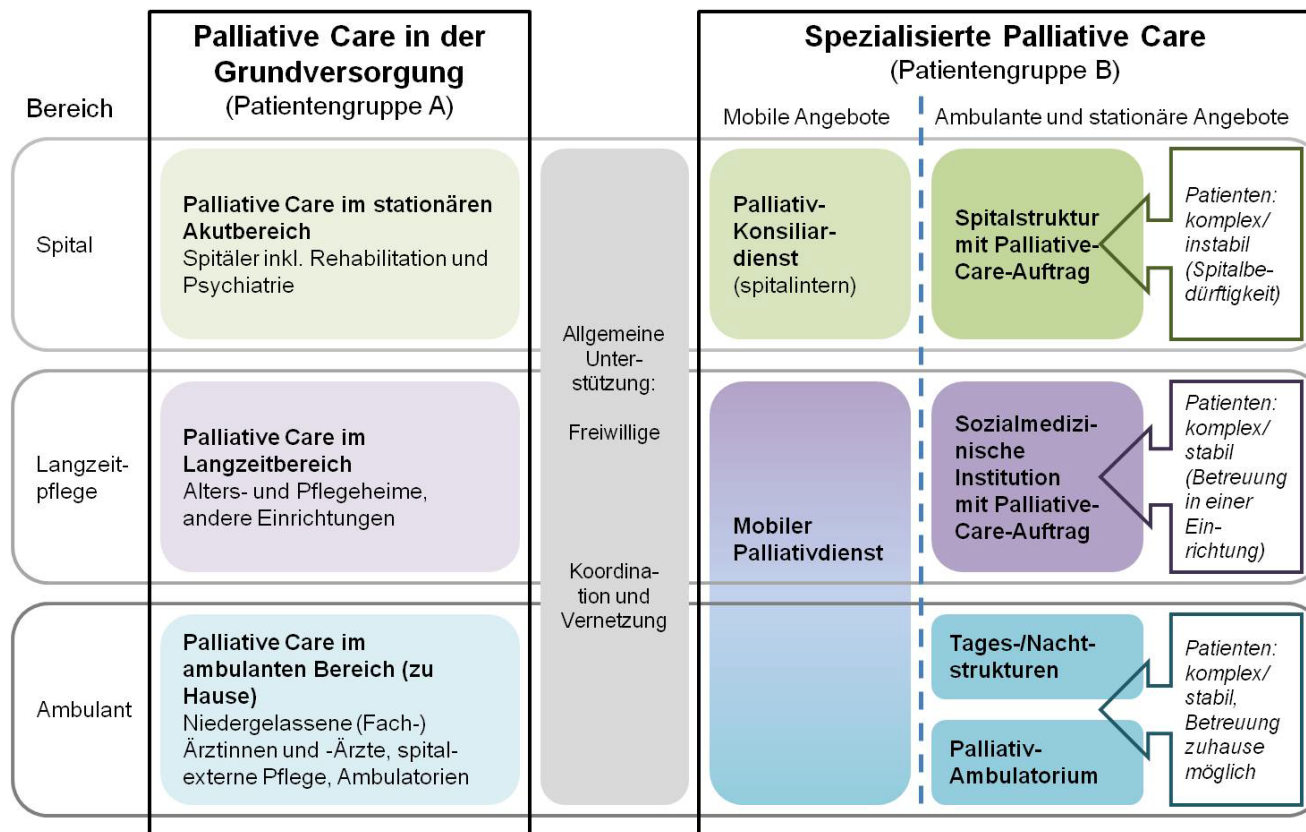 Palliative Care in der
Grundversorgung
(Patientengruppe A)
Spezialisierte Palliative Care
(Patientengruppe B)
Bereich
Mobile Angebote
Ambulante und stationäre Angebote
Spital
Palliative Care im stationären
Akutbereich
Spitäler inkl. Rehabilitation und
Psychiatrie
Palliativ-
Konsiliar-
dienst
(spitalintern)
Spitalstruktur
mit Palliative-
Care-Auftrag
Patienten:
komplex/
instabil
(Spitalbe-
dürftigkeit)
Allgemeine
Unter-
stützung:
Freiwillige
Koordina-
tion und
Vernetzung
Langzeit-
pflege
Palliative Care im
Langzeitbereich
Alters- und Pflegeheime,
andere Einrichtungen
Mobiler
Palliativdienst
Sozialmedizi-
nische
Institution
mit Palliative-
Care-Auftrag
Patienten:
komplex/
stabil
(Betreuung
in einer
Ein-
richtung)
Ambulant
Palliative Care im
ambulanten Bereich (zu
Hause)
Niedergelassene (Fach-)
Ärztinnen und -Ärzte, spital-
externe Pflege, Ambulatorien
Tages-/Nacht-
strukturen
Palliativ-
Ambulatorium
Patienten:
komplex/
stabil,
Betreuung
zuhause
möglich